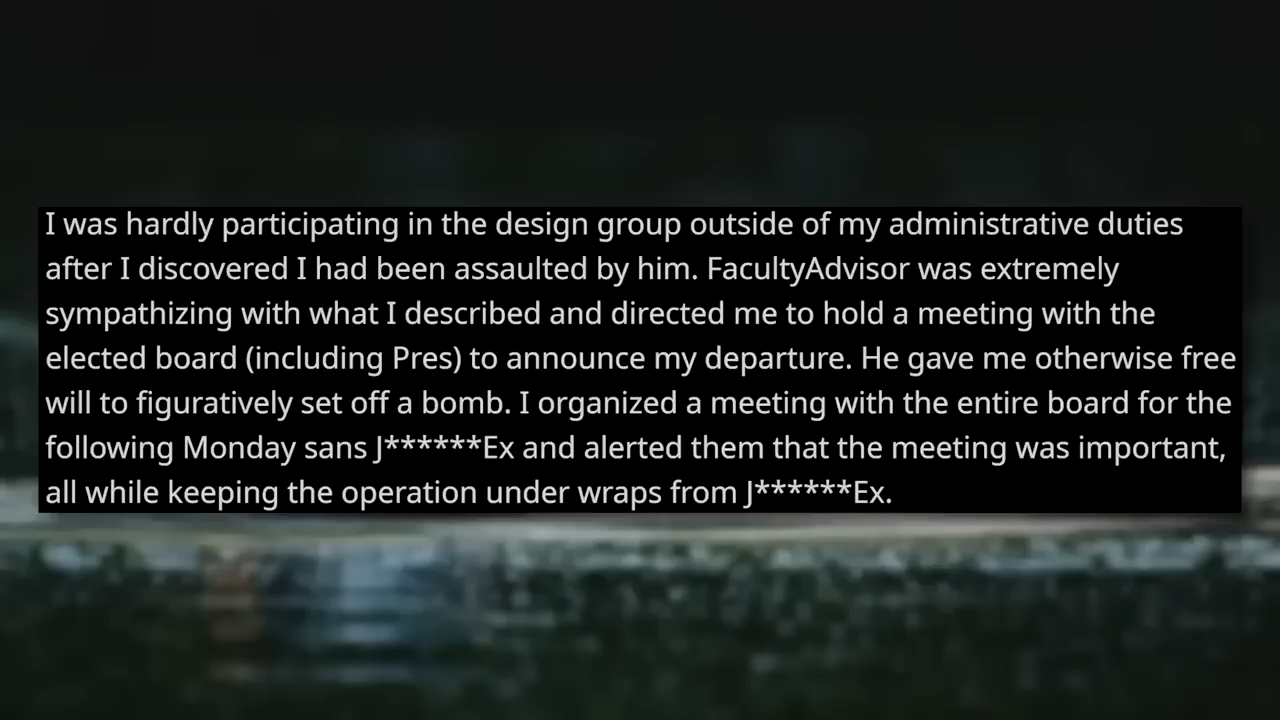 I was hardly participating in the design group outside of my administrative duties
after I discovered I had been assaulted by him. FacultyAdvisor was extremely
sympathizing with what I described and directed me to hold a meeting with the
elected board (including Pres) to announce my departure. He gave me otherwise free
will to figuratively set off a bomb. I organized a meeting with the entire board for the
following Monday sans J******Ex and alerted them that the meeting was important,
all while keeping the operation under wraps from J******Ex.